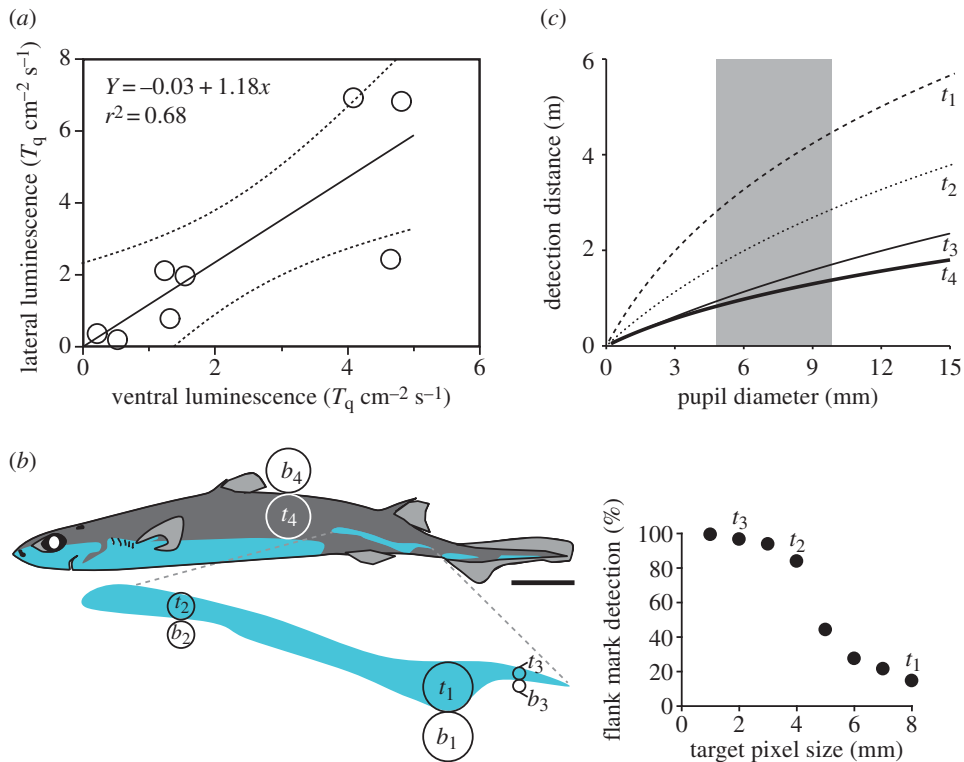 (a)
8
6
4
2
0
lateral luminescence (Tq cm–2 s–1)
Y = –0.03 + 1.18x
r2 = 0.68
0
2
4
6
ventral luminescence (Tq cm–2 s–1)
(c)
6
4
2
0
detection distance (m)
t1
t2
t3
t4
0
3
6
9
12
15
pupil diameter (mm)
(b)
b4
t4
t2
b2
t1
b1
t3
b3
100
80
60
40
20
0
flank mark detection (%)
t3
t2
t1
0
2
4
6
8
target pixel size (mm)